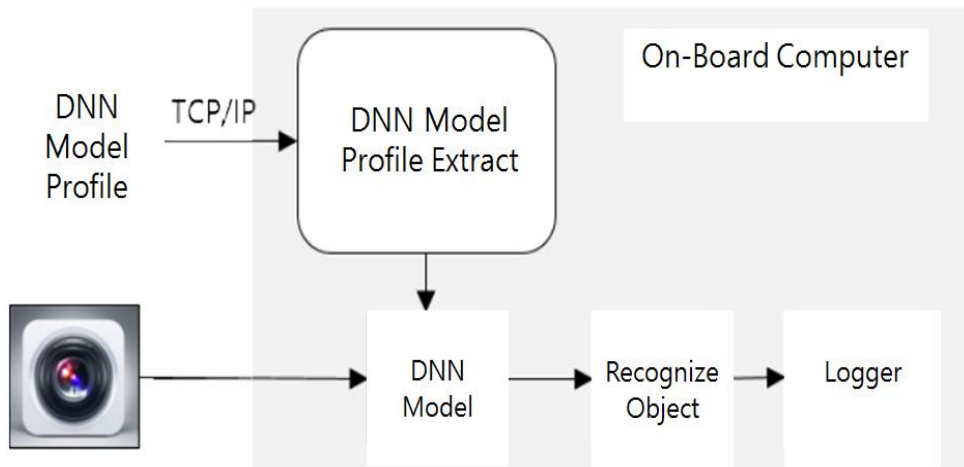 On-Board Computer
DNN
Model
Profile
TCP/IP
DNN Model
Profile Extract
DNN
Model
Recognize
Object
Logger